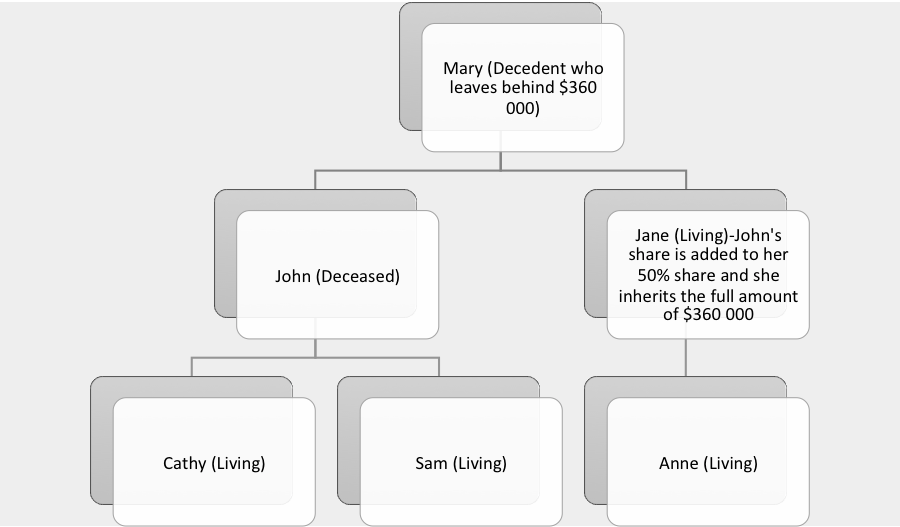 Mary (Decedent who
leaves behind $360
000)
John (Deceased)
Jane (Living)-John's
share is added to her
50% share and she
inherits the full amount
of $360 000
Cathy (Living)
Sam (Living)
Anne (Living)